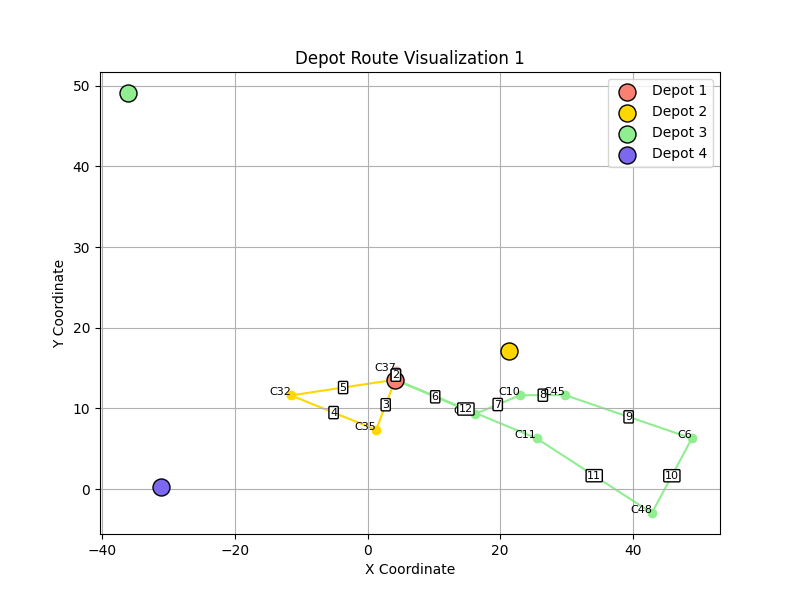 Depot Route Visualization 1
Depot 1
Depot 2
Depot 3
Depot 4
Y Coordinate
50
40
30
20
10
0
C37
2
C32
5
3
4
C35
6
12
7
C10
8
C45
9
C6
C11
11
10
C48
−40
−20
0
20
40
X Coordinate